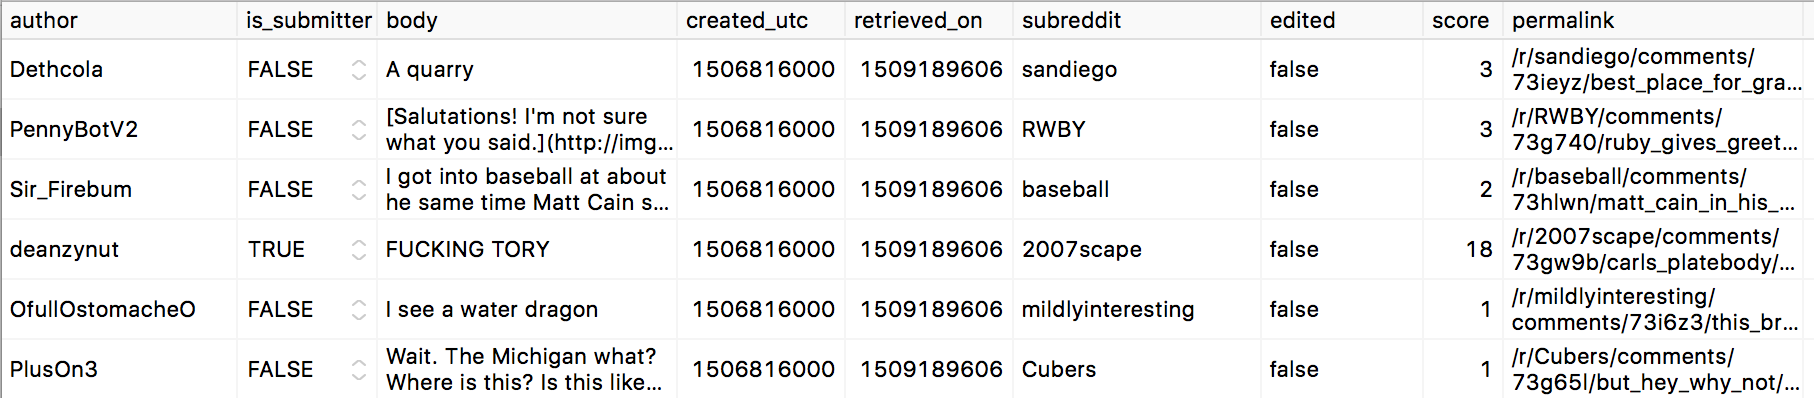 author is_submitter body created_utc retrieved_on subreddit edited score permalink
Dethcola FALSE A quarry 1506816000 1509189606 sandiego false 3 /r/sandiego/comments/
73ieyz/best_place_for_gra...
PennyBotV2 FALSE [Salutations! I'm not sure 1506816000 1509189606 RWBY false 3 /r/RWBY/comments/
what you said.](http://img... 73g740/ruby_gives_greet...
Sir_Firebum FALSE I got into baseball at about 1506816000 1509189606 baseball false 2 /r/baseball/comments/
he same time Matt Cain s... 73hlwn/matt_cain_in_his_...
deanzynut TRUE FUCKING TORY 1506816000 1509189606 2007scape false 18 /r/2007scape/comments/
73gw9b/carls_platebody/...
OfullOstomacheO FALSE I see a water dragon 1506816000 1509189606 mildlyinteresting false 1 /r/mildlyinteresting/
comments/73i6z3/this_br...
PlusOn3 FALSE Wait. The Michigan what? 1506816000 1509189606 Cubers false 1 /r/Cubers/comments/
Where is this? Is this like... 73g65l/but_hey_why_not/...